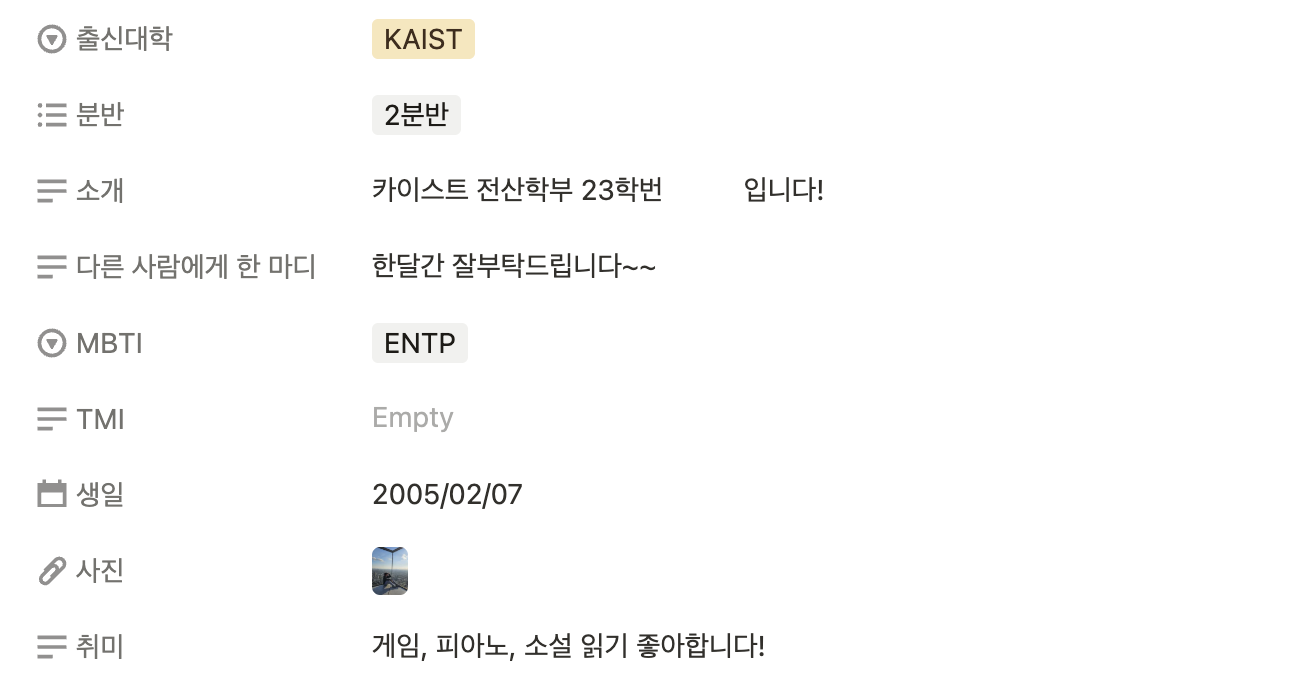 출신대학 KAIST
분반 2분반
소개 카이스트 전산학부 23학번 입니다!
다른 사람에게 한 마디 한달간 잘부탁드립니다~~
MBTI ENTP
TMI Empty
생일 2005/02/07
사진
취미 게임, 피아노, 소설 읽기 좋아합니다!